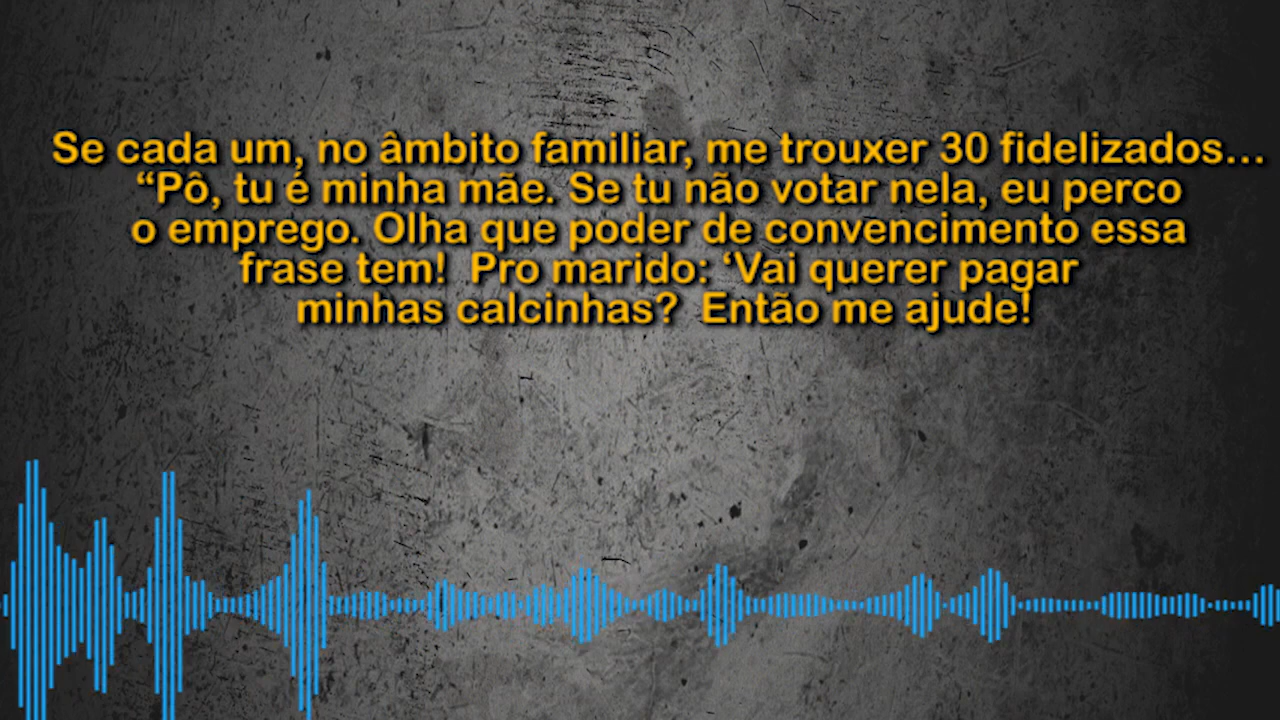 Se cada um, no âmbito familiar, me trouxer 30 fidelizados...
“Pô, tu é minha mãe. Se tu não votar nela, eu perco
o emprego. Olha que poder de convencimento essa
frase tem!  Pro marido: ‘Vai querer pagar
minhas calcinhas?  Então me ajude!